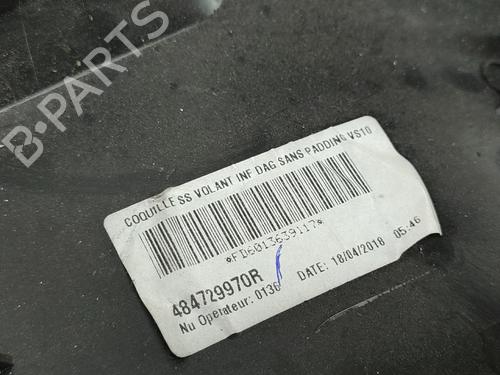 B-PARTS
COQUILLE SS VOLANT INF DAG SANS PADDING VS10
*FD6013639117*
484729970R
Nu Operateur: 0136 DATE: 18/04/2018 05:46